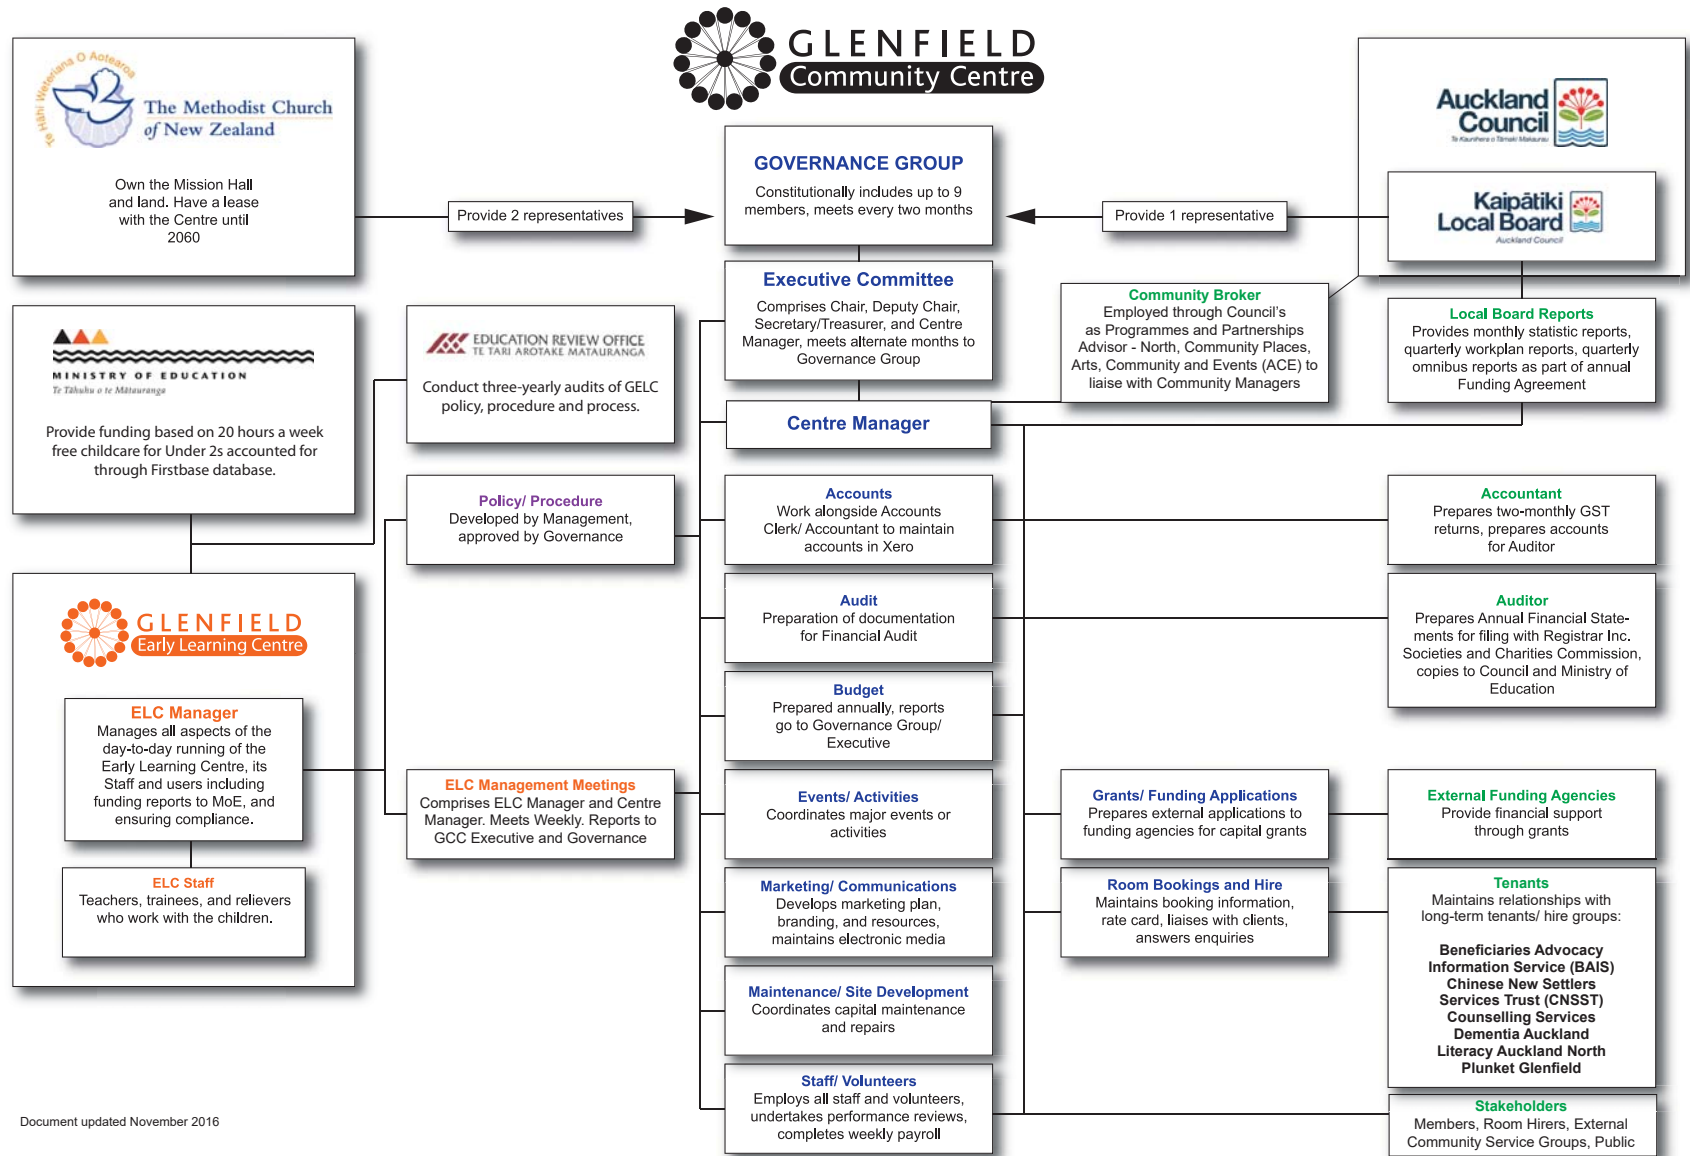 GLENFIELD
Community Centre
Te Hāhi Weteriana O Aotearoa
The Methodist Church
of New Zealand
Own the Mission Hall
and land. Have a lease
with the Centre until
2060
Provide 2 representatives
GOVERNANCE GROUP
Constitutionally includes up to 9
members, meets every two months
Provide 1 representative
Auckland
Council
Te Kaunihera o Tāmaki Makaurau
Kaipātiki
Local Board
Auckland Council
Executive Committee
Comprises Chair, Deputy Chair,
Secretary/Treasurer, and Centre
Manager, meets alternate months to
Governance Group
Community Broker
Employed through Council's
as Programmes and Partnerships
Advisor - North, Community Places,
Arts, Community and Events (ACE) to
liaise with Community Managers
Local Board Reports
Provides monthly statistic reports,
quarterly workplan reports, quarterly
omnibus reports as part of annual
Funding Agreement
MINISTRY OF EDUCATION
Te Tāhuhu o te Mātauranga
Provide funding based on 20 hours a week
free childcare for Under 2s accounted for
through Firstbase database.
EDUCATION REVIEW OFFICE
TE TARI AROTAKE MATAURANGA
Conduct three-yearly audits of GELC
policy, procedure and process.
Centre Manager
Policy/ Procedure
Developed by Management,
approved by Governance
Accounts
Work alongside Accounts
Clerk/ Accountant to maintain
accounts in Xero
Accountant
Prepares two-monthly GST
returns, prepares accounts
for Auditor
GLENFIELD
Early Learning Centre
Audit
Preparation of documentation
for Financial Audit
Auditor
Prepares Annual Financial State-
ments for filing with Registrar Inc.
Societies and Charities Commission,
copies to Council and Ministry of
Education
ELC Manager
Manages all aspects of the
day-to-day running of the
Early Learning Centre, its
Staff and users including
funding reports to MoE, and
ensuring compliance.
Budget
Prepared annually, reports
go to Governance Group/
Executive
ELC Management Meetings
Comprises ELC Manager and Centre
Manager. Meets Weekly. Reports to
GCC Executive and Governance
Events/ Activities
Coordinates major events or
activities
Grants/ Funding Applications
Prepares external applications to
funding agencies for capital grants
External Funding Agencies
Provide financial support
through grants
ELC Staff
Teachers, trainees, and relievers
who work with the children.
Marketing/ Communications
Develops marketing plan,
branding, and resources,
maintains electronic media
Room Bookings and Hire
Maintains booking information,
rate card, liaises with clients,
answers enquiries
Tenants
Maintains relationships with
long-term tenants/ hire groups:
Beneficiaries Advocacy
Information Service (BAIS)
Chinese New Settlers
Services Trust (CNSST)
Counselling Services
Dementia Auckland
Literacy Auckland North
Plunket Glenfield
Maintenance/ Site Development
Coordinates capital maintenance
and repairs
Staff/ Volunteers
Employs all staff and volunteers,
undertakes performance reviews,
completes weekly payroll
Stakeholders
Members, Room Hirers, External
Community Service Groups, Public
Document updated November 2016